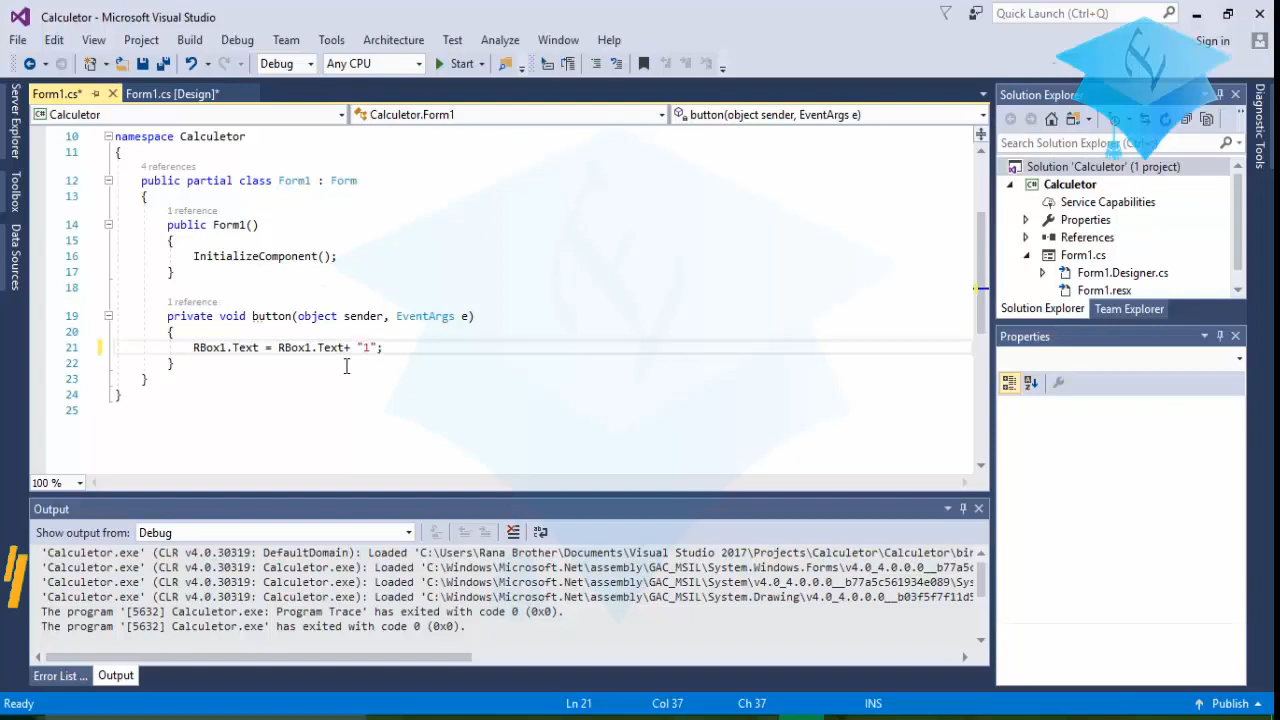 Calculetor - Microsoft Visual Studio
Quick Launch (Ctrl+Q)
File Edit View Project Build Debug Team Tools Architecture Test Analyze Window Help
Sign in
Debug Any CPU Start
Form1.cs* Form1.cs [Design]*
Calculetor Calculetor.Form1 button(object sender, EventArgs e)
Server Explorer
Toolbox
Data Sources
10 namespace Calculetor
11 {
4 references
12 public partial class Form1 : Form
13 {
1 reference
14 public Form1()
15 {
16 InitializeComponent();
17 }
18
1 reference
19 private void button(object sender, EventArgs e)
20 {
21 RBox1.Text = RBox1.Text+ "1";
22 }
23 }
24 }
25
100 %
Solution Explorer
Search Solution Explorer (Ctrl+
Solution 'Calculetor' (1 project)
Calculetor
Service Capabilities
Properties
References
Form1.cs
Form1.Designer.cs
Form1.resx
Solution Explorer Team Explorer
Properties
Diagnostic Tools
Output
Show output from: Debug
'Calculetor.exe' (CLR v4.0.30319: DefaultDomain): Loaded 'C:\Users\Rana Brother\Documents\Visual Studio 2017\Projects\Calculetor\Calculetor\bin
'Calculetor.exe' (CLR v4.0.30319: Calculetor.exe): Loaded 'C:\Windows\Microsoft.Net\assembly\GAC_MSIL\System.Windows.Forms\v4.0_4.0.0.0__b77a5c
'Calculetor.exe' (CLR v4.0.30319: Calculetor.exe): Loaded 'C:\Windows\Microsoft.Net\assembly\GAC_MSIL\System\v4.0_4.0.0.0__b77a5c561934e089\Sys
'Calculetor.exe' (CLR v4.0.30319: Calculetor.exe): Loaded 'C:\Windows\Microsoft.Net\assembly\GAC_MSIL\System.Drawing\v4.0_4.0.0.0__b03f5f7f11d5
The program '[5632] Calculetor.exe: Program Trace' has exited with code 0 (0x0).
The program '[5632] Calculetor.exe' has exited with code 0 (0x0).
Error List ... Output
Ready Ln 21 Col 37 Ch 37 INS Publish